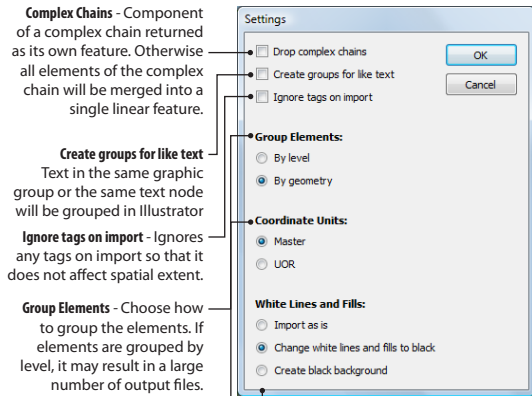 Complex Chains - Component
of a complex chain returned
as its own feature. Otherwise
all elements of the complex
chain will be merged into a
single linear feature.
Create groups for like text
Text in the same graphic
group or the same text node
will be grouped in Illustrator
Ignore tags on import - Ignores
any tags on import so that it
does not affect spatial extent.
Group Elements - Choose how
to group the elements. If
elements are grouped by
level, it may result in a large
number of output files.
Settings
Drop complex chains
Create groups for like text
Ignore tags on import
OK
Cancel
Group Elements:
By level
By geometry
Coordinate Units:
Master
UOR
White Lines and Fills:
Import as is
Change white lines and fills to black
Create black background